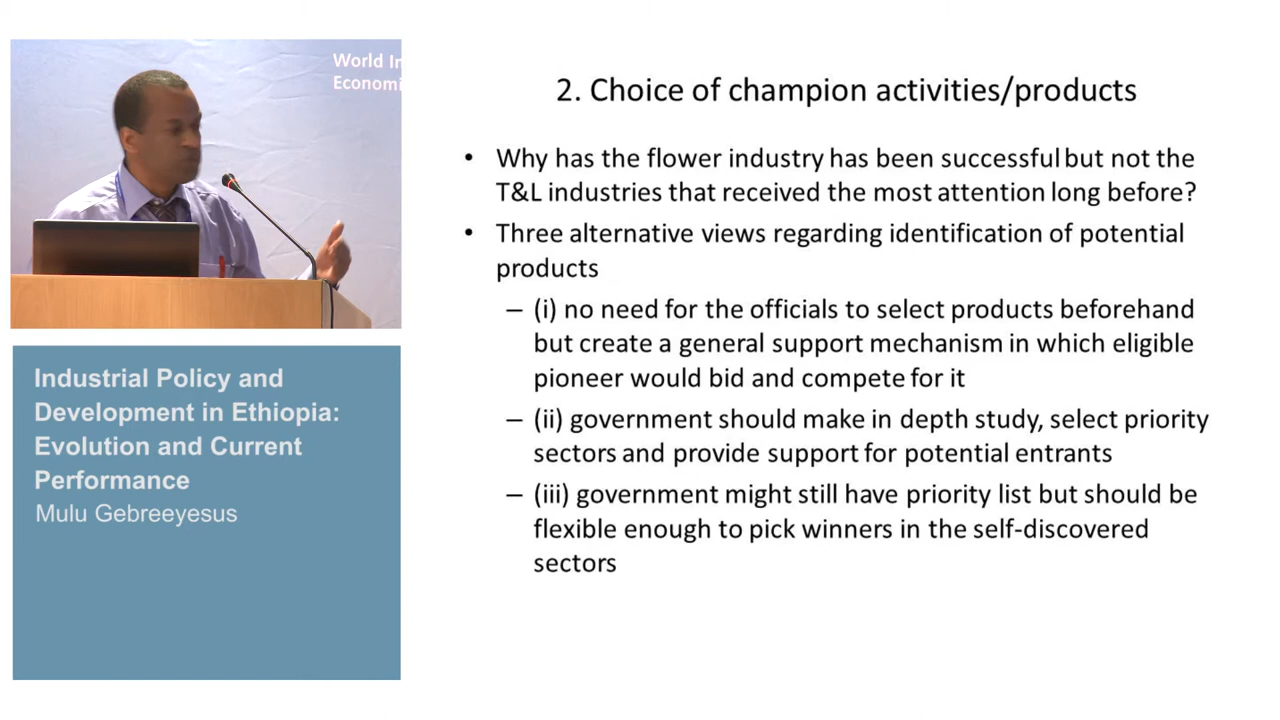 World In
Economi
2. Choice of champion activities/products
• Why has the flower industry has been successful but not the
T&L industries that received the most attention long before?
• Three alternative views regarding identification of potential
products
– (i) no need for the officials to select products beforehand
but create a general support mechanism in which eligible
pioneer would bid and compete for it
– (ii) government should make in depth study, select priority
sectors and provide support for potential entrants
– (iii) government might still have priority list but should be
flexible enough to pick winners in the self-discovered
sectors
Industrial Policy and
Development in Ethiopia:
Evolution and Current
Performance
Mulu Gebreeyesus